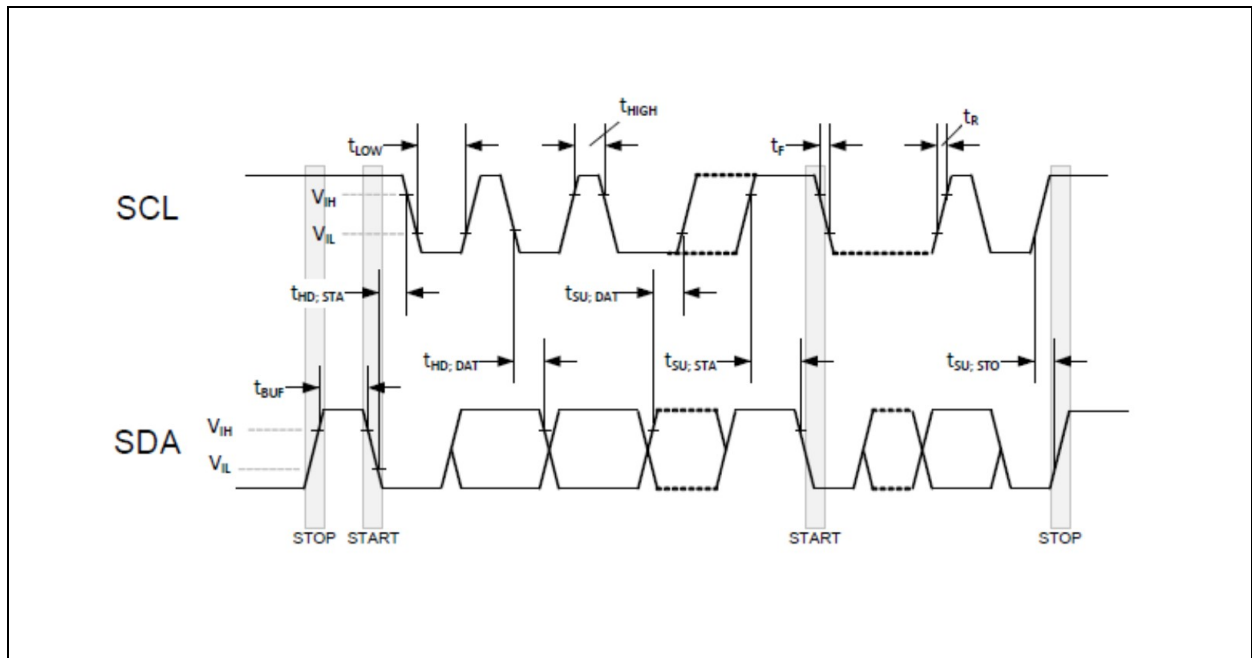 tHIGH
tR
tLOW
tF
SCL
VIH
VIL
tHD; STA
tSU; DAT
tHD; DAT
tSU; STA
tSU; STO
tBUF
SDA
VIH
VIL
STOP START START STOP